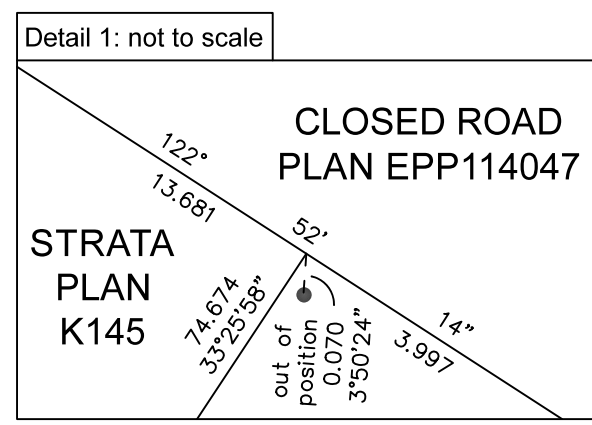 Detail 1: not to scale
CLOSED ROAD
PLAN EPP114047
122°
13.681
52'
STRATA
PLAN
K145
74.674
33°25'58"
out of
position
0.070
3°50'24"
14"
3.997